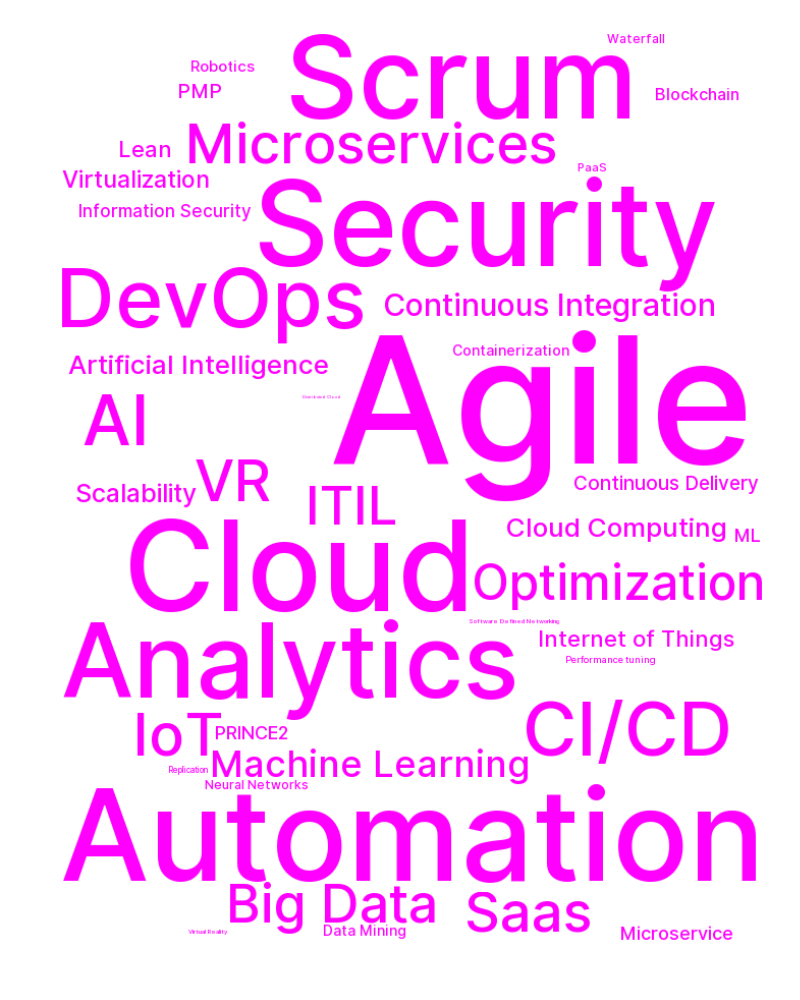 Waterfall
Scrum
Robotics
PMP
Blockchain
Microservices
Lean
PaaS
Virtualization
Information Security
Security
DevOps
Continuous Integration
Containerization
Agile
Artificial Intelligence
AI
VR
Continuous Delivery
Scalability
ITIL
Cloud Computing
ML
Cloud
Optimization
Software Defined Networking
Internet of Things
Analytics
Performance tuning
CI/CD
IoT
PRINCE2
Machine Learning
Replication
Neural Networks
Automation
Big Data
Saas
Data Mining
Virtual Reality
Microservice